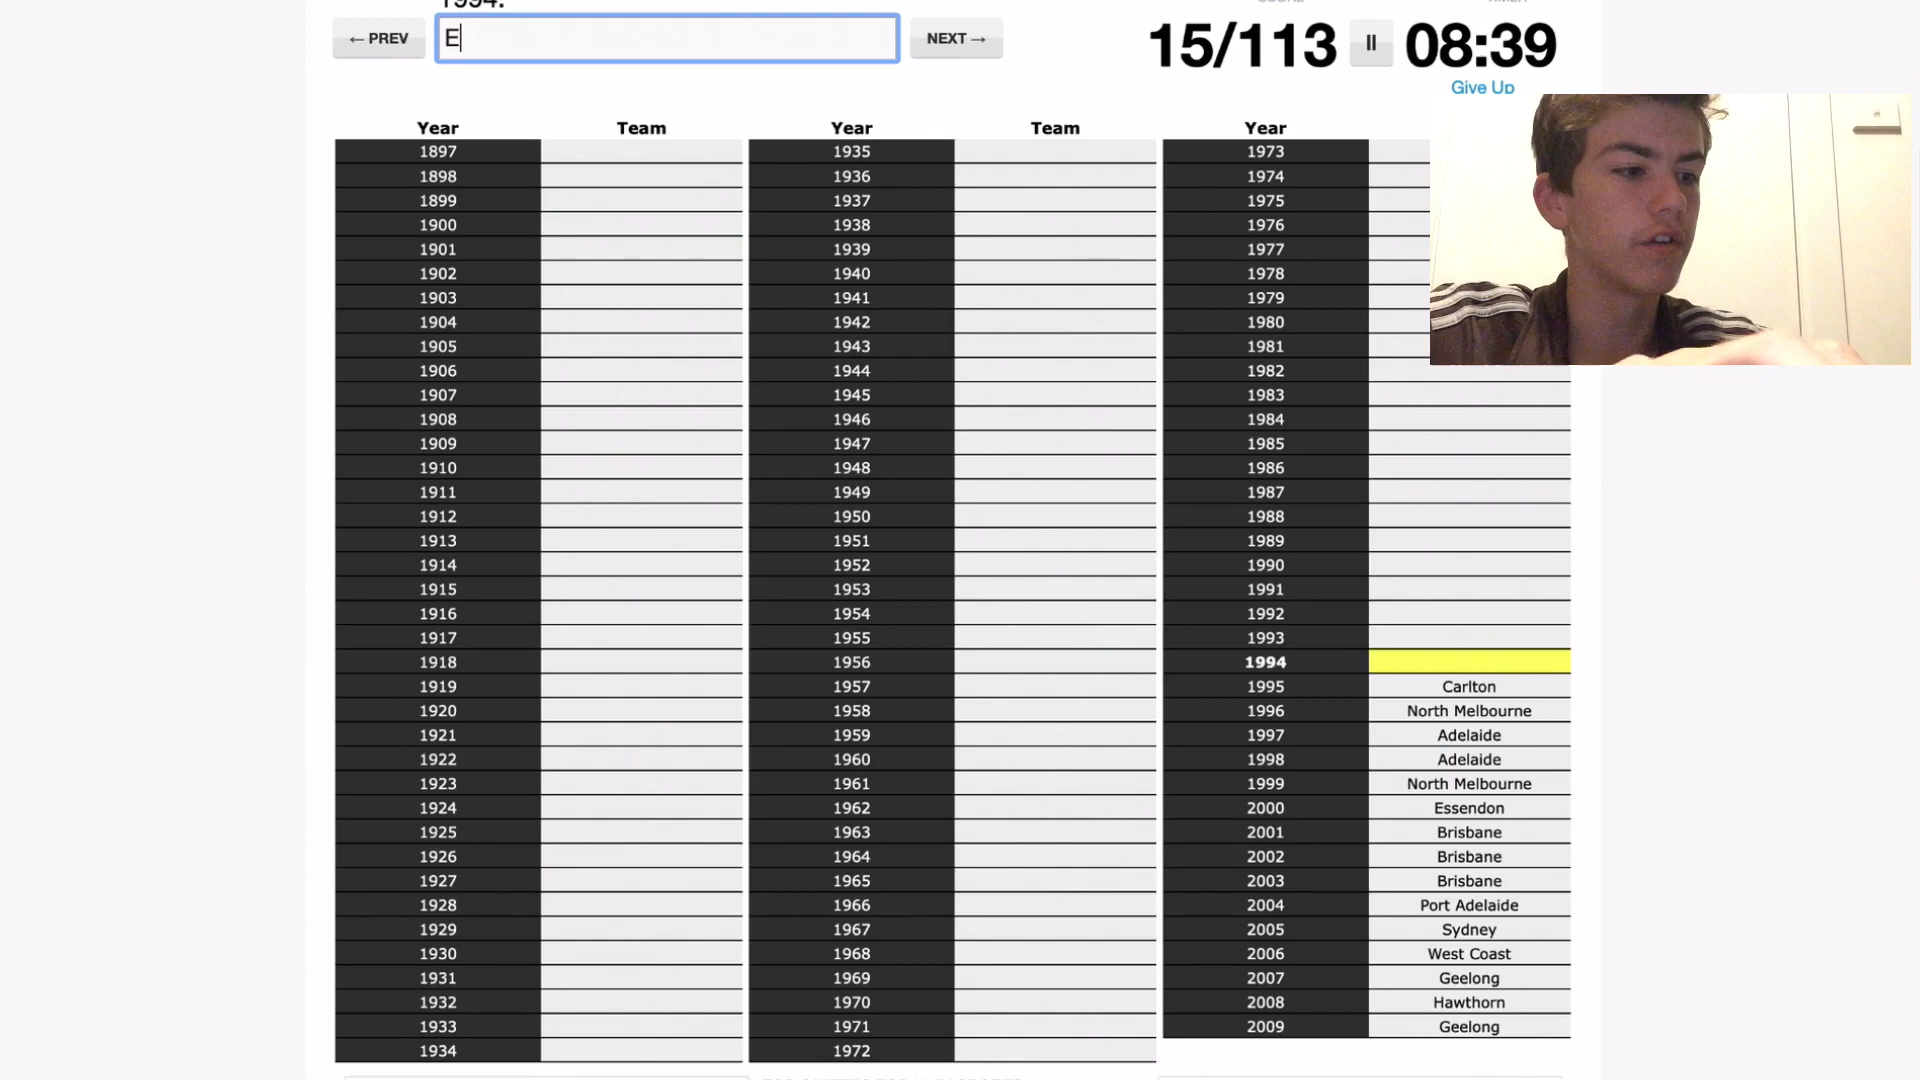 1994.
← PREV
E
NEXT →
15/113
08:39
Give Up
Year Team Year Team Year
1897 1935 1973
1898 1936 1974
1899 1937 1975
1900 1938 1976
1901 1939 1977
1902 1940 1978
1903 1941 1979
1904 1942 1980
1905 1943 1981
1906 1944 1982
1907 1945 1983
1908 1946 1984
1909 1947 1985
1910 1948 1986
1911 1949 1987
1912 1950 1988
1913 1951 1989
1914 1952 1990
1915 1953 1991
1916 1954 1992
1917 1955 1993
1918 1956 1994
1919 1957 1995 Carlton
1920 1958 1996 North Melbourne
1921 1959 1997 Adelaide
1922 1960 1998 Adelaide
1923 1961 1999 North Melbourne
1924 1962 2000 Essendon
1925 1963 2001 Brisbane
1926 1964 2002 Brisbane
1927 1965 2003 Brisbane
1928 1966 2004 Port Adelaide
1929 1967 2005 Sydney
1930 1968 2006 West Coast
1931 1969 2007 Geelong
1932 1970 2008 Hawthorn
1933 1971 2009 Geelong
1934 1972